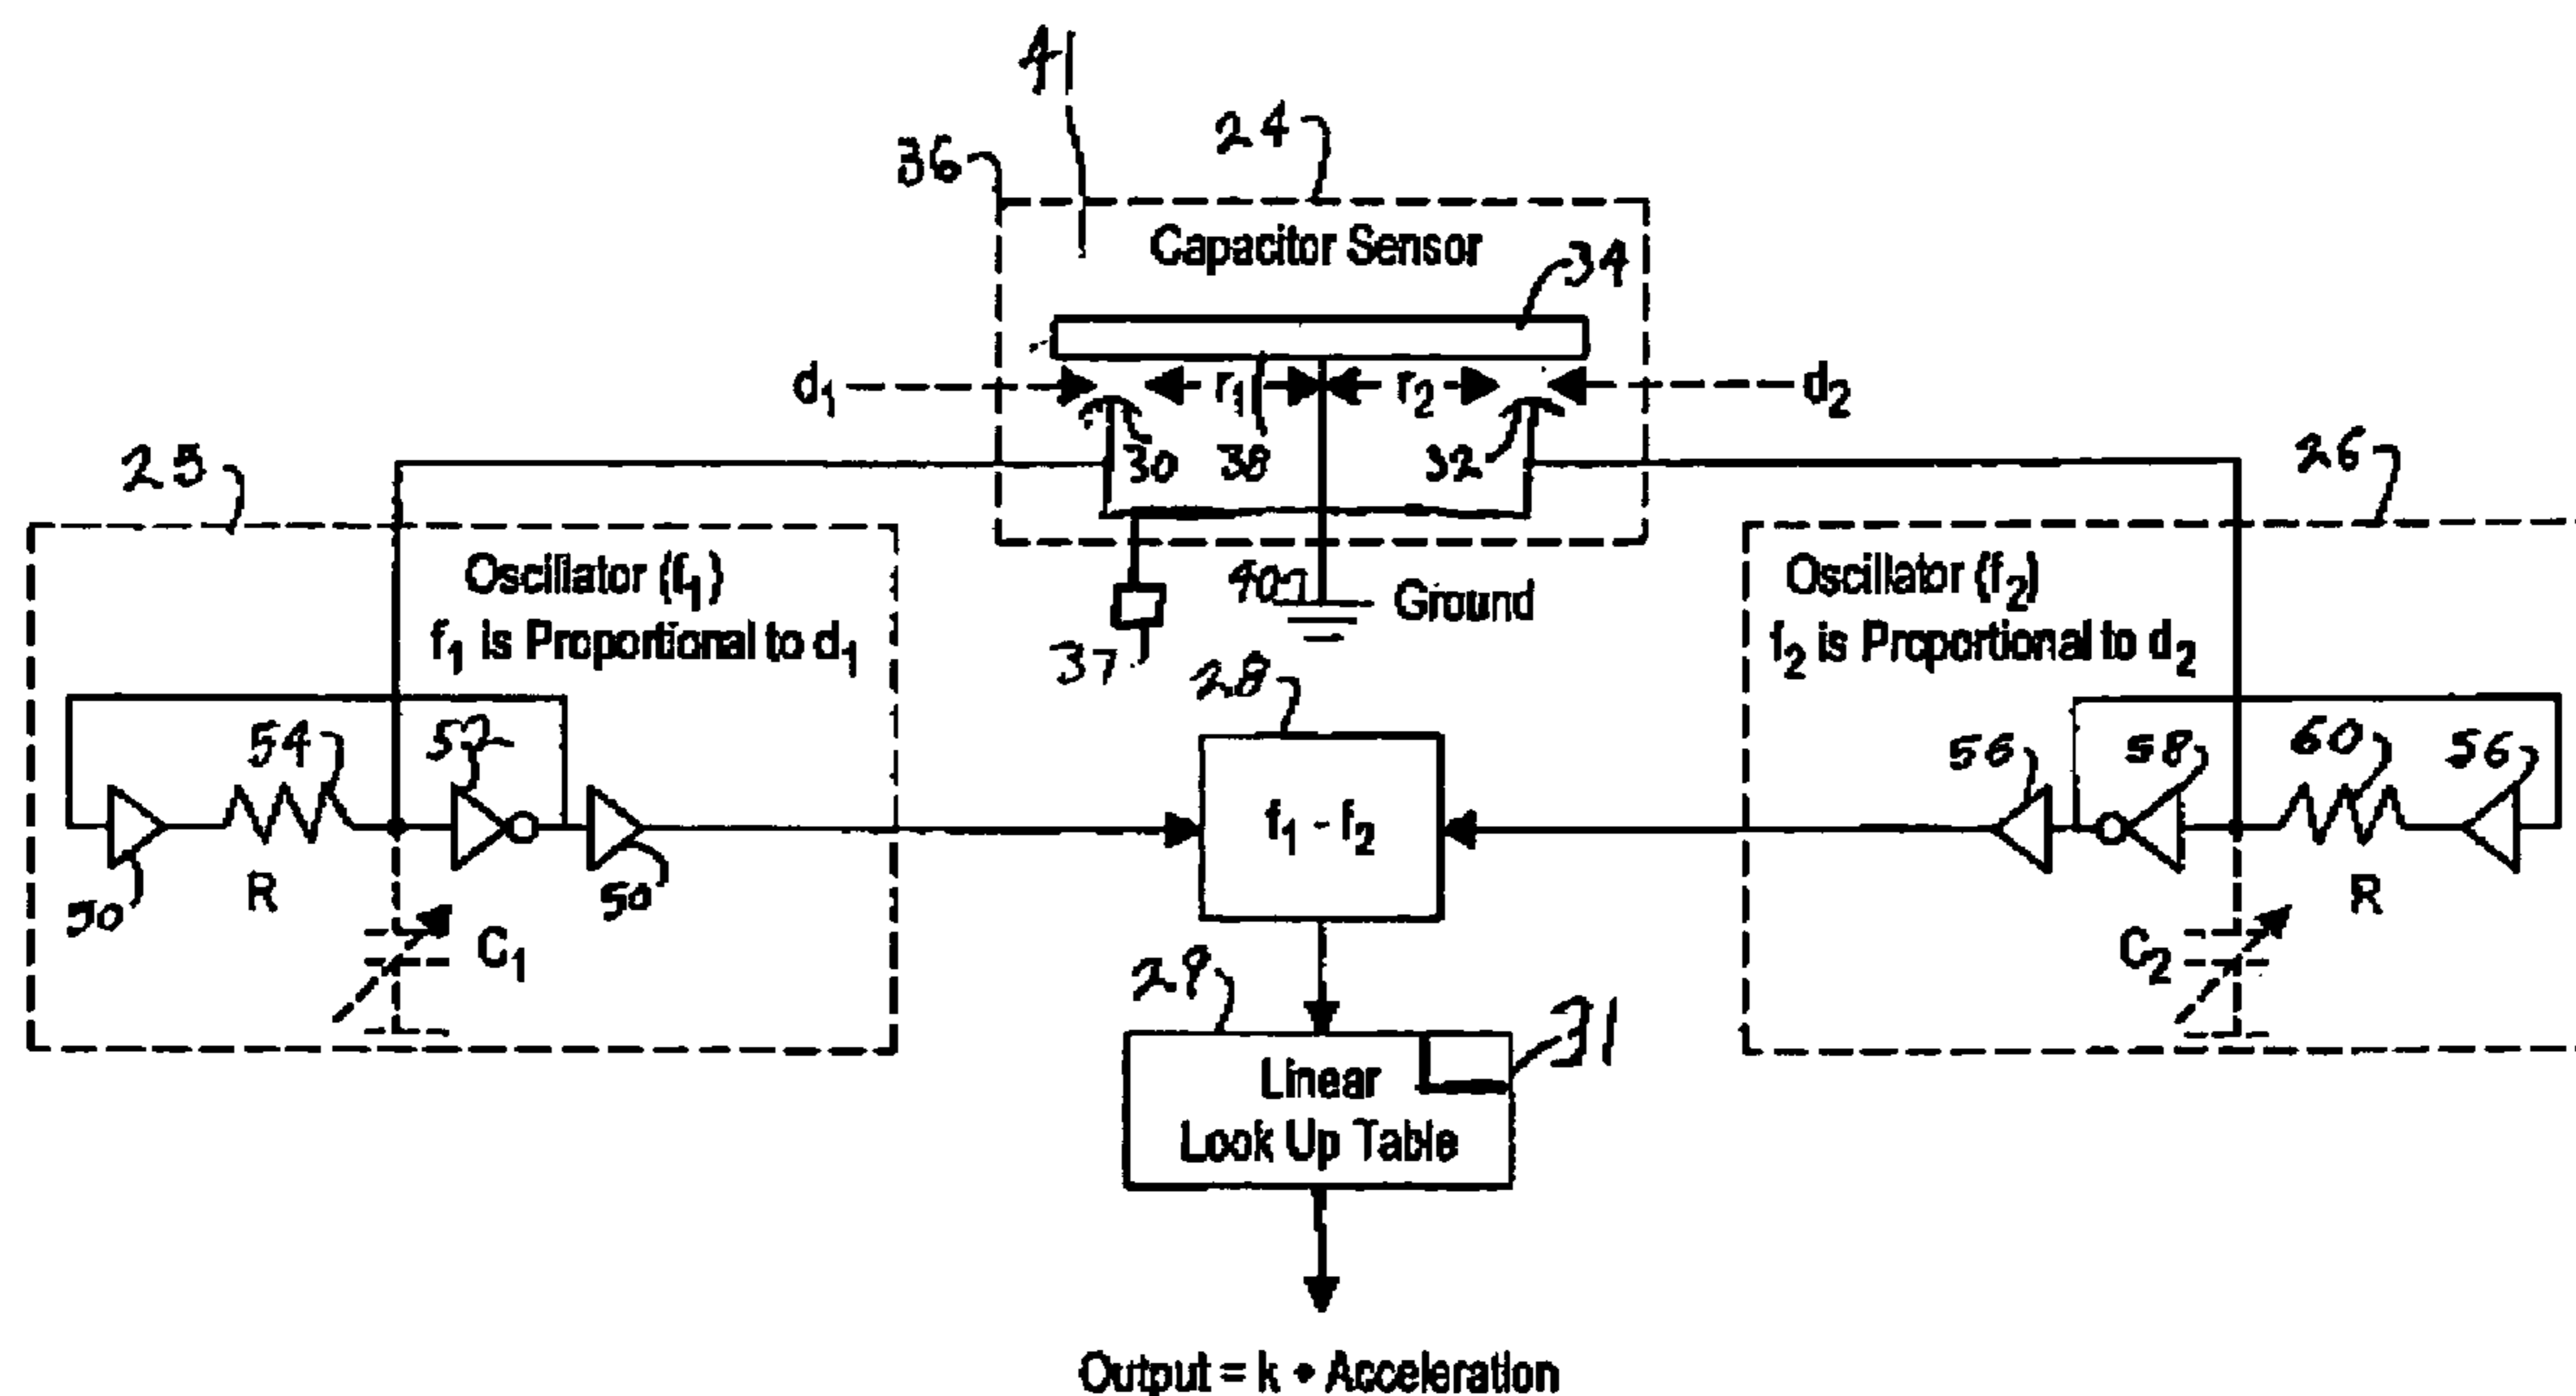 41
24
36
Capacitor Sensor
34
d1 r1 r2 d2
30 38 32
25
26
Oscillator (f1)
f1 is Proportional to d1
40 Ground
37
Oscillator (f2)
f2 is Proportional to d2
28
54 52
56 58 60 56
f1 - f2
50 R 50
R
C1
C2
29
31
Linear
Look Up Table
Output = k • Acceleration